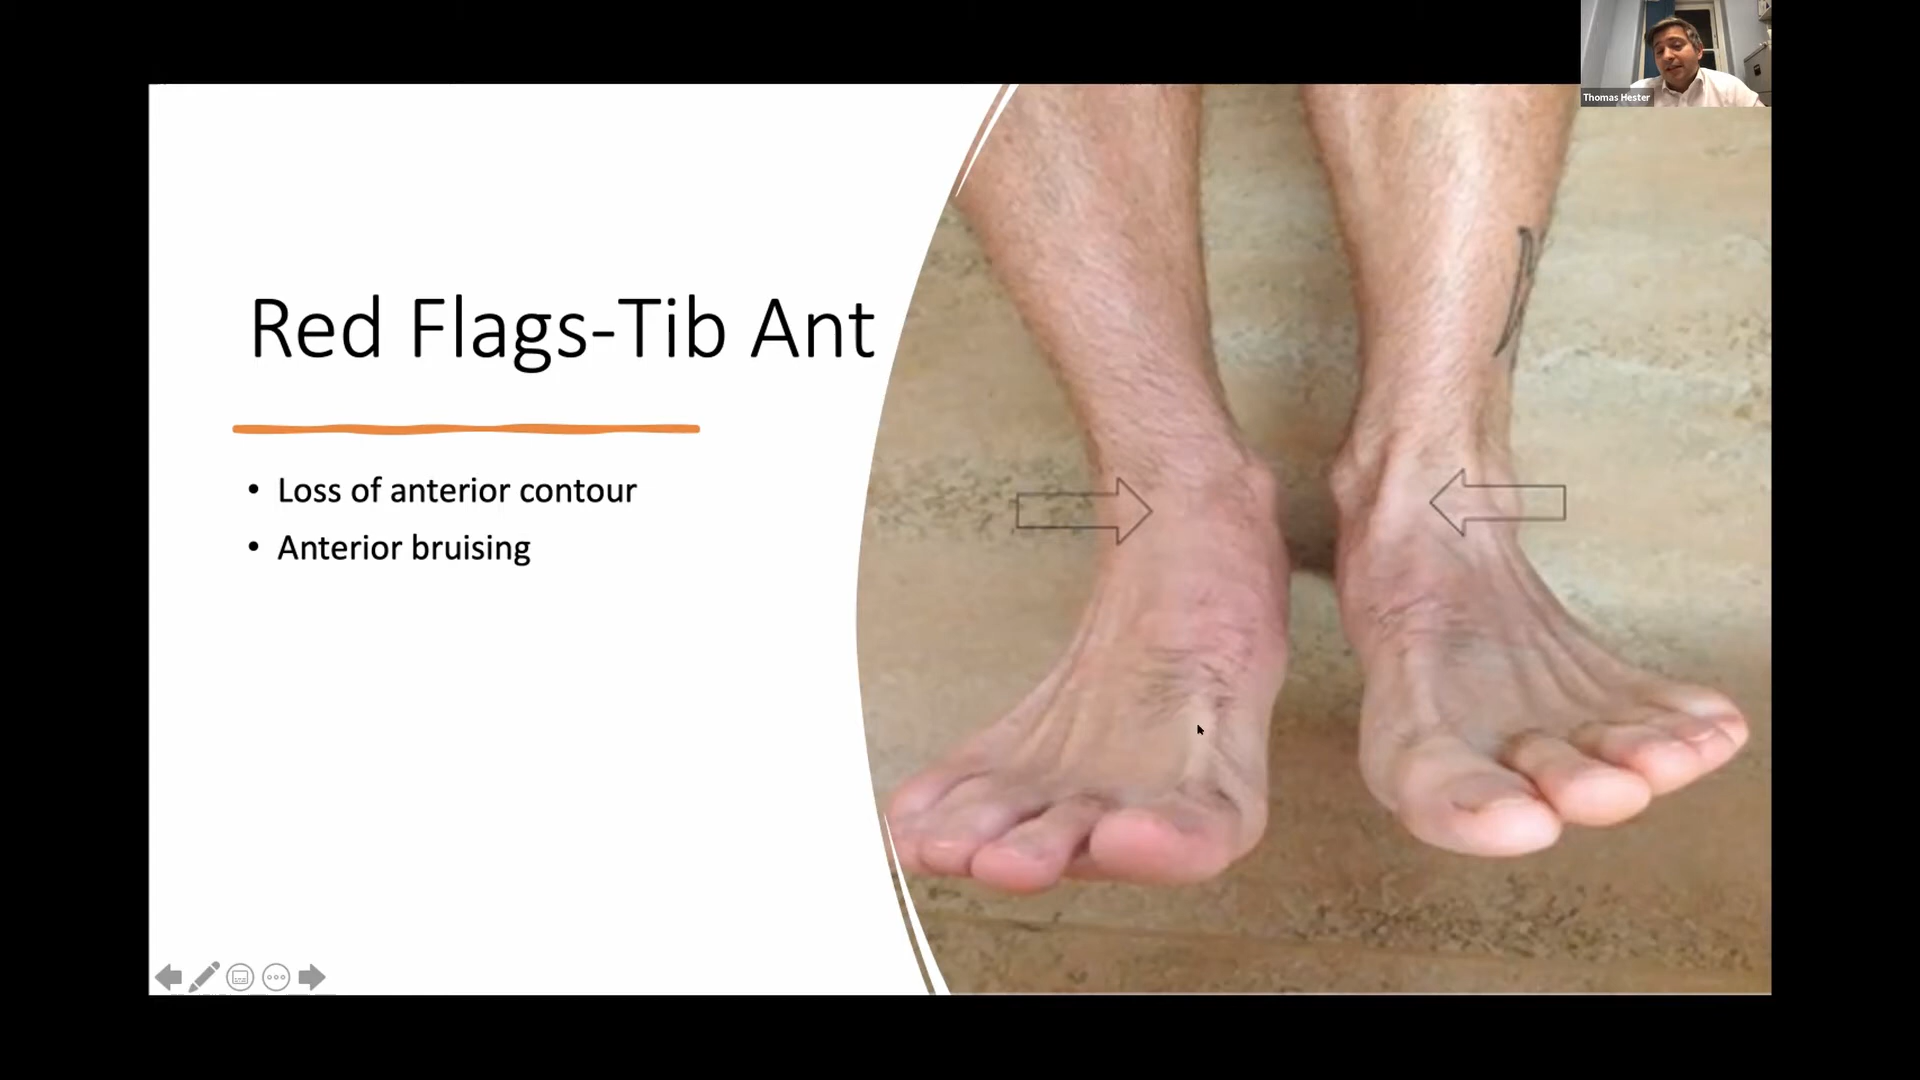 Thomas Hester
Red Flags-Tib Ant
• Loss of anterior contour
• Anterior bruising